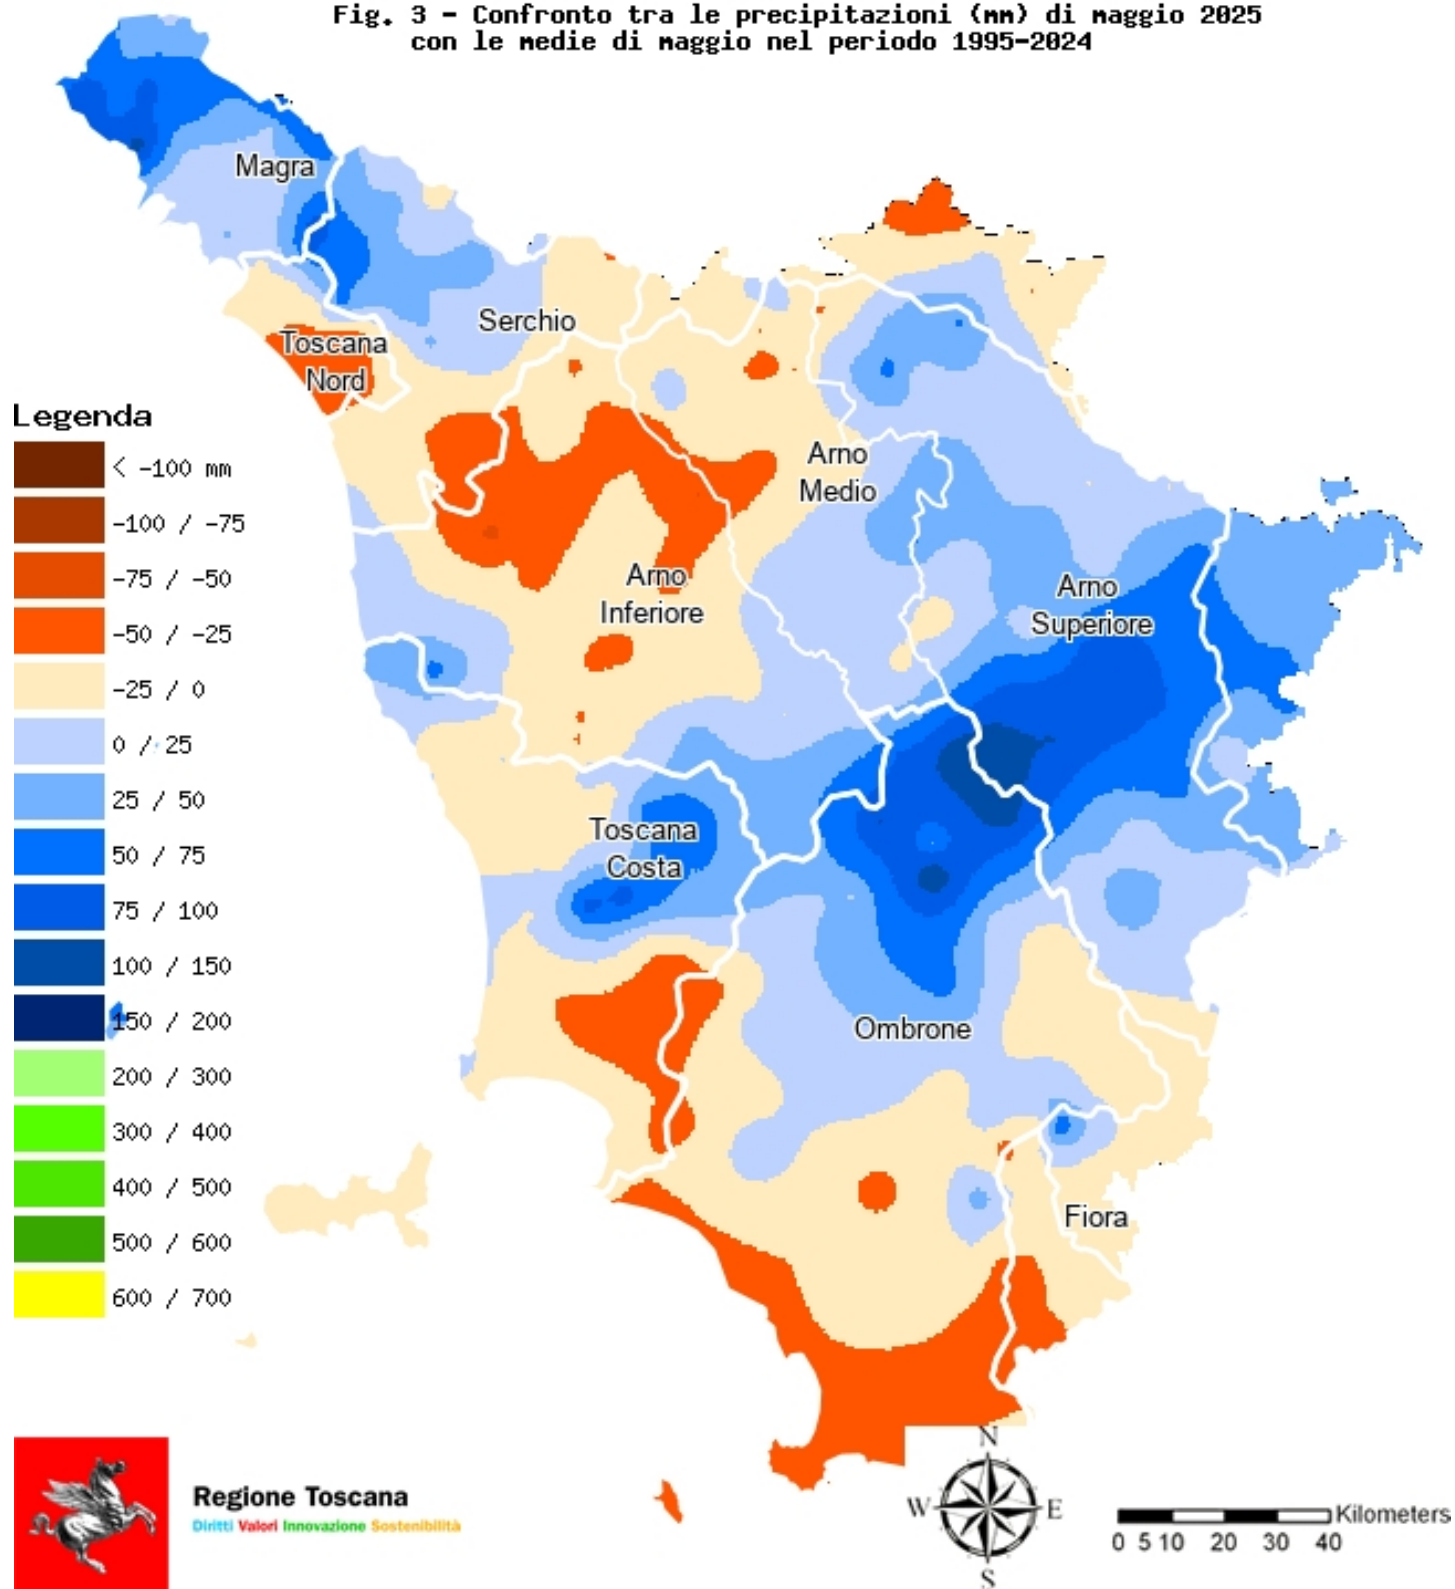 Fig. 3 - Confronto tra le precipitazioni (mm) di maggio 2025
con le medie di maggio nel periodo 1995-2024
Magra
Serchio
Toscana
Nord
Legenda
< -100 mm
-100 / -75
-75 / -50
-50 / -25
-25 / 0
0 / 25
25 / 50
50 / 75
75 / 100
100 / 150
150 / 200
200 / 300
300 / 400
400 / 500
500 / 600
600 / 700
Arno
Medio
Arno
Inferiore
Arno
Superiore
Toscana
Costa
Ombrone
Fiora
Regione Toscana
Diritti Valori Innovazione Sostenibilità
N
W E
S
Kilometers
0 5 10 20 30 40